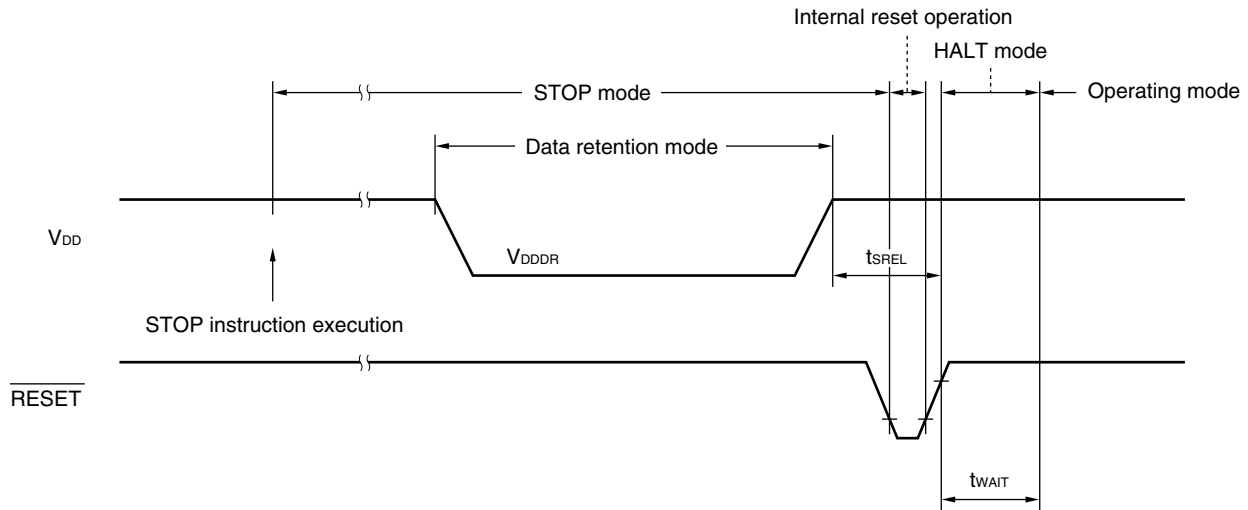 Internal reset operation
HALT mode
STOP mode
Operating mode
Data retention mode
VDD
VDDDR
tSREL
STOP instruction execution
RESET
tWAIT